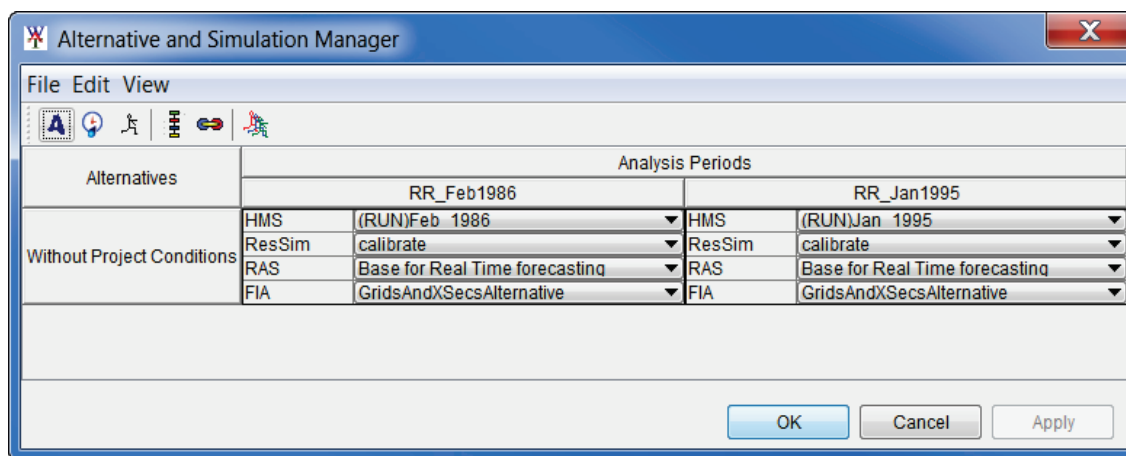 Alternative and Simulation Manager
File Edit View
Alternatives
Analysis Periods
RR_Feb1986
RR_Jan1995
Without Project Conditions
HMS (RUN)Feb 1986 HMS (RUN)Jan 1995
ResSim calibrate ResSim calibrate
RAS Base for Real Time forecasting RAS Base for Real Time forecasting
FIA GridsAndXSecsAlternative FIA GridsAndXSecsAlternative
OK Cancel Apply